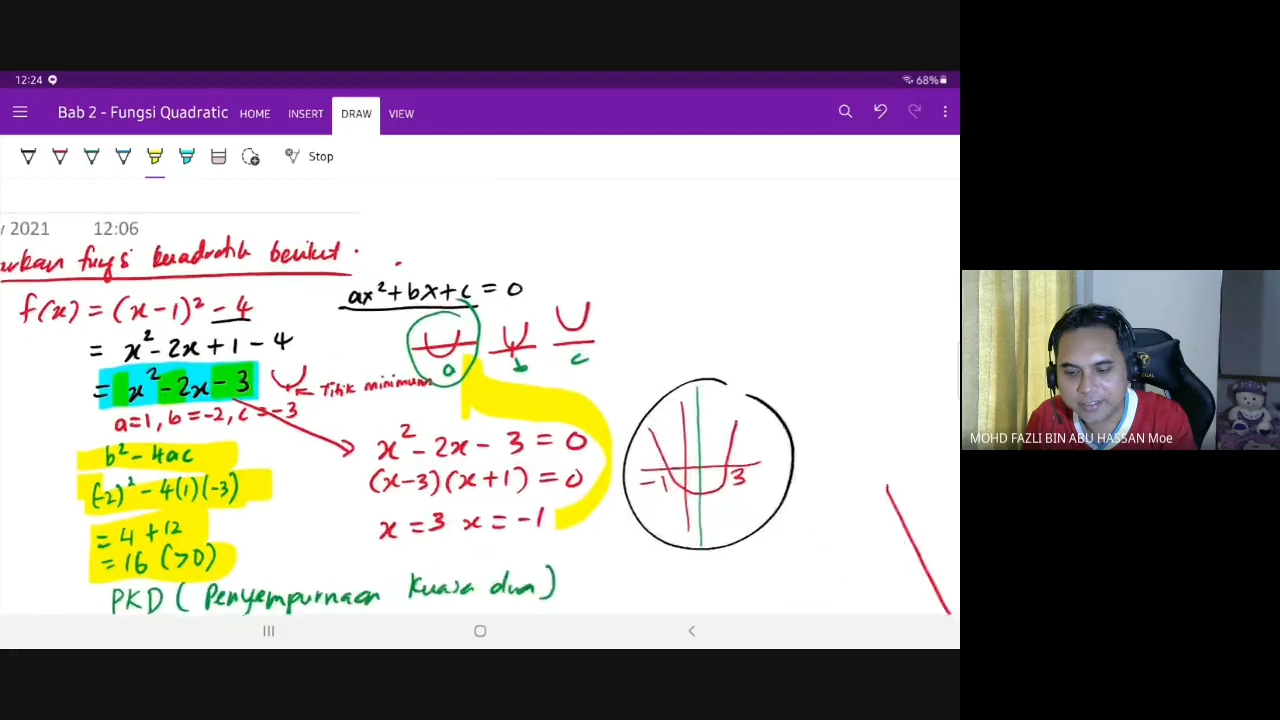 12:24 68%
Bab 2 - Fungsi Quadratic HOME INSERT DRAW VIEW
Stop
2021 12:06
fungsi kuadratik berikut.
f(x) = (x-1)² - 4
= x² - 2x + 1 - 4
= x² - 2x - 3
Titik minimum
a=1, b=-2, c=-3
b² - 4ac
(-2)² - 4(1)(-3)
= 4 + 12
= 16 (>0)
PKD (Penyempurnaan Kuasa dua)
ax² + bx + c = 0
a b c
x² - 2x - 3 = 0
(x-3)(x+1) = 0
x = 3 x = -1
-1 3
MOHD FAZLI BIN ABU HASSAN Moe